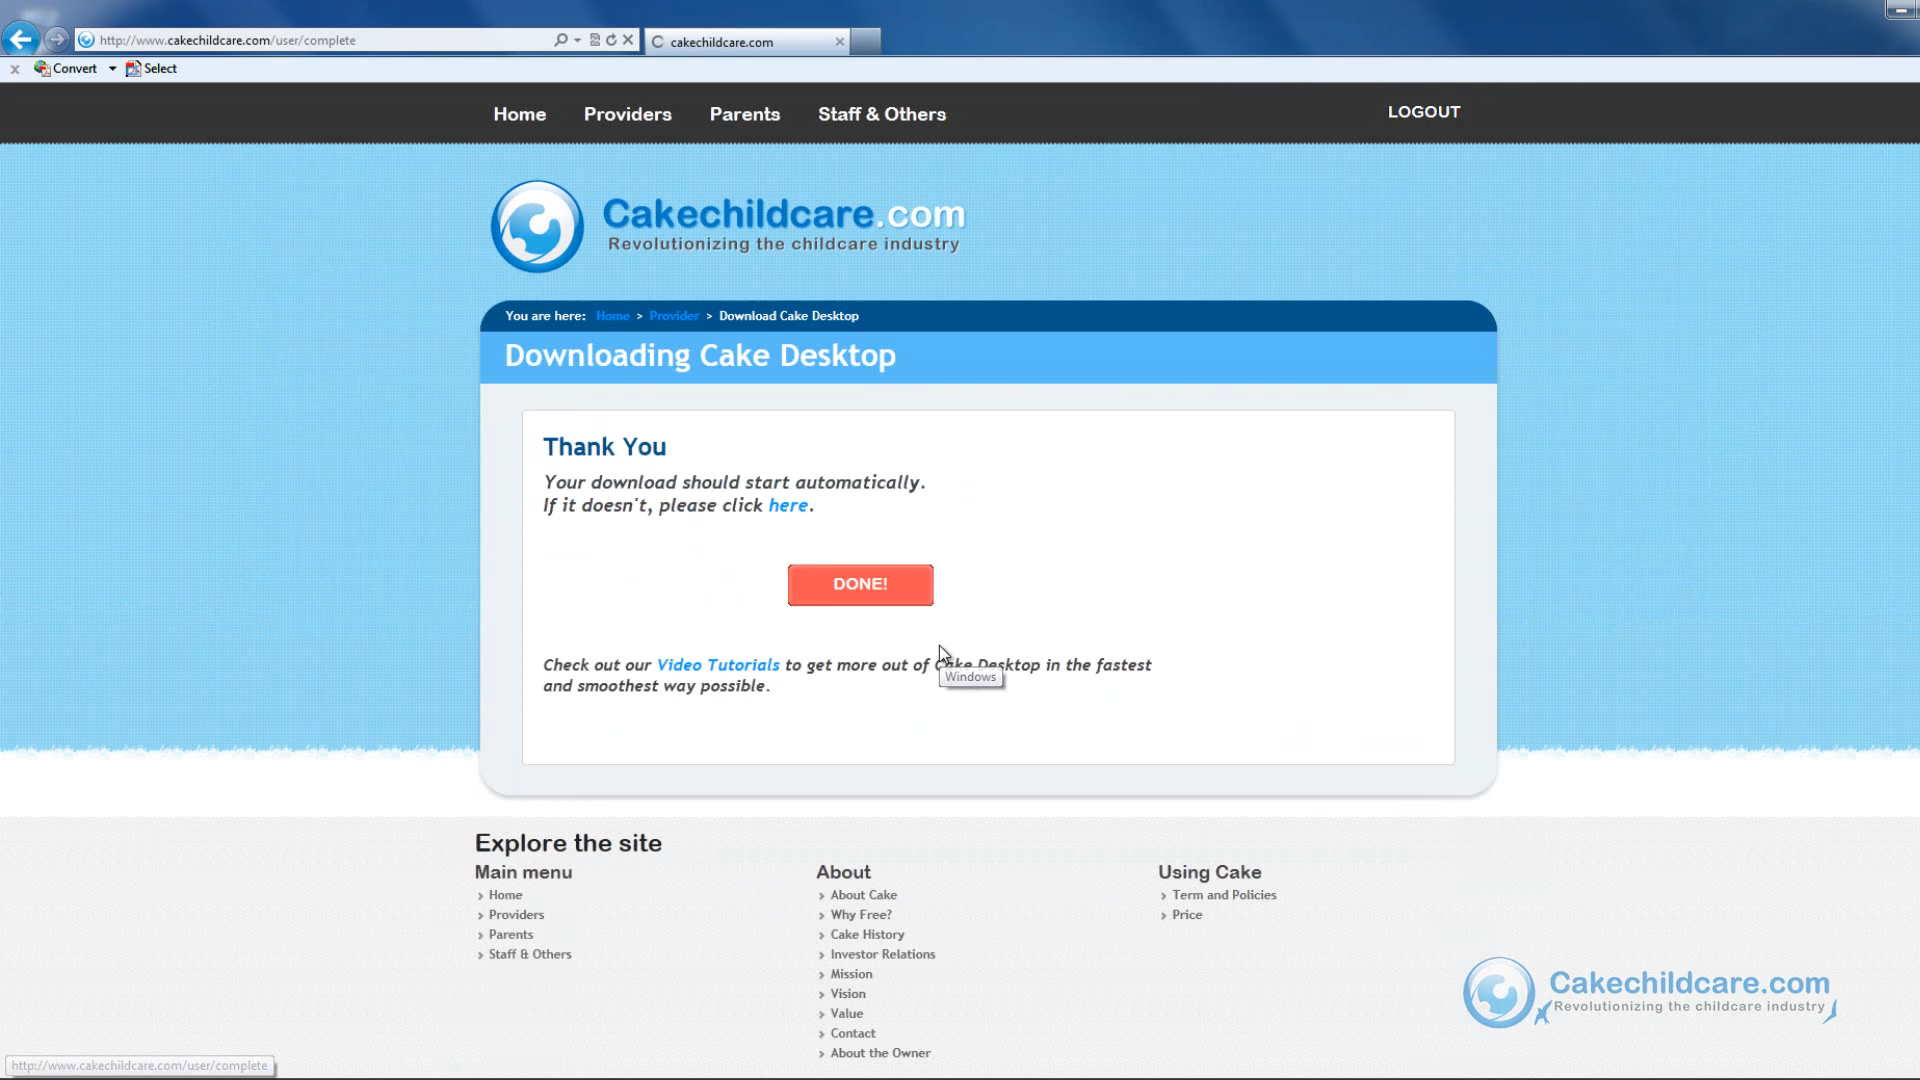 http://www.cakechildcare.com/user/complete
cakechildcare.com
x Convert Select
Home Providers Parents Staff & Others LOGOUT
Cakechildcare.com
Revolutionizing the childcare industry
You are here: Home > Provider > Download Cake Desktop
Downloading Cake Desktop
Thank You
Your download should start automatically.
If it doesn't, please click here.
DONE!
Check out our Video Tutorials to get more out of Cake Desktop in the fastest
and smoothest way possible.
Windows
Explore the site
Main menu
Home
Providers
Parents
Staff & Others
About
About Cake
Why Free?
Cake History
Investor Relations
Mission
Vision
Value
Contact
About the Owner
Using Cake
Term and Policies
Price
Cakechildcare.com
Revolutionizing the childcare industry
http://www.cakechildcare.com/user/complete